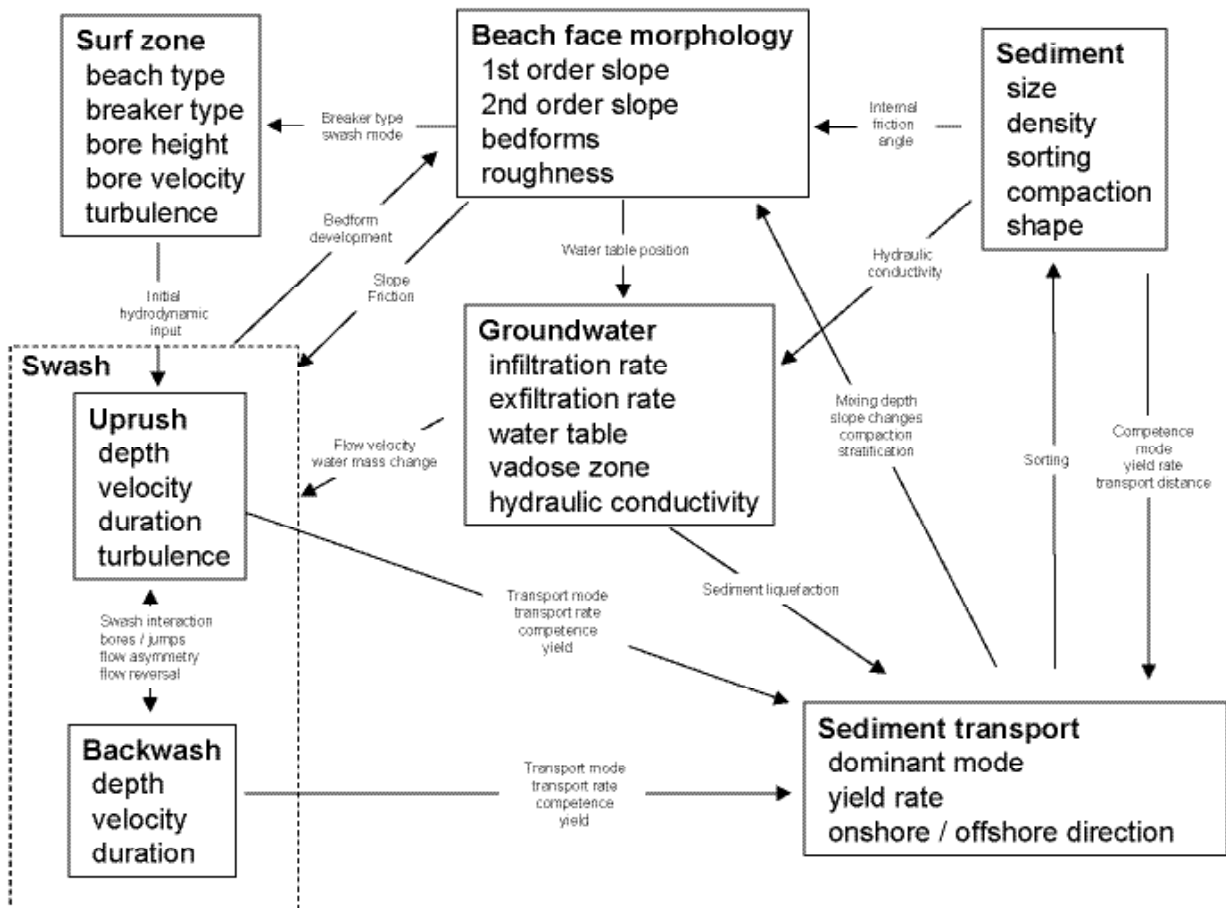 Surf zone
beach type
breaker type
bore height
bore velocity
turbulence
Breaker type
swash mode
Beach face morphology
1st order slope
2nd order slope
bedforms
roughness
Internal
friction
angle
Sediment
size
density
sorting
compaction
shape
Bedform
development
Slope
Friction
Water table position
Hydraulic
conductivity
Initial
hydrodynamic
input
Swash
Uprush
depth
velocity
duration
turbulence
Flow velocity
water mass change
Groundwater
infiltration rate
exfiltration rate
water table
vadose zone
hydraulic conductivity
Mixing depth
slope changes
compaction
stratification
Sorting
Competence
mode
yield rate
transport distance
Swash interaction
bores / jumps
flow asymmetry
flow reversal
Transport mode
transport rate
competence
yield
Sediment liquefaction
Backwash
depth
velocity
duration
Transport mode
transport rate
competence
yield
Sediment transport
dominant mode
yield rate
onshore / offshore direction